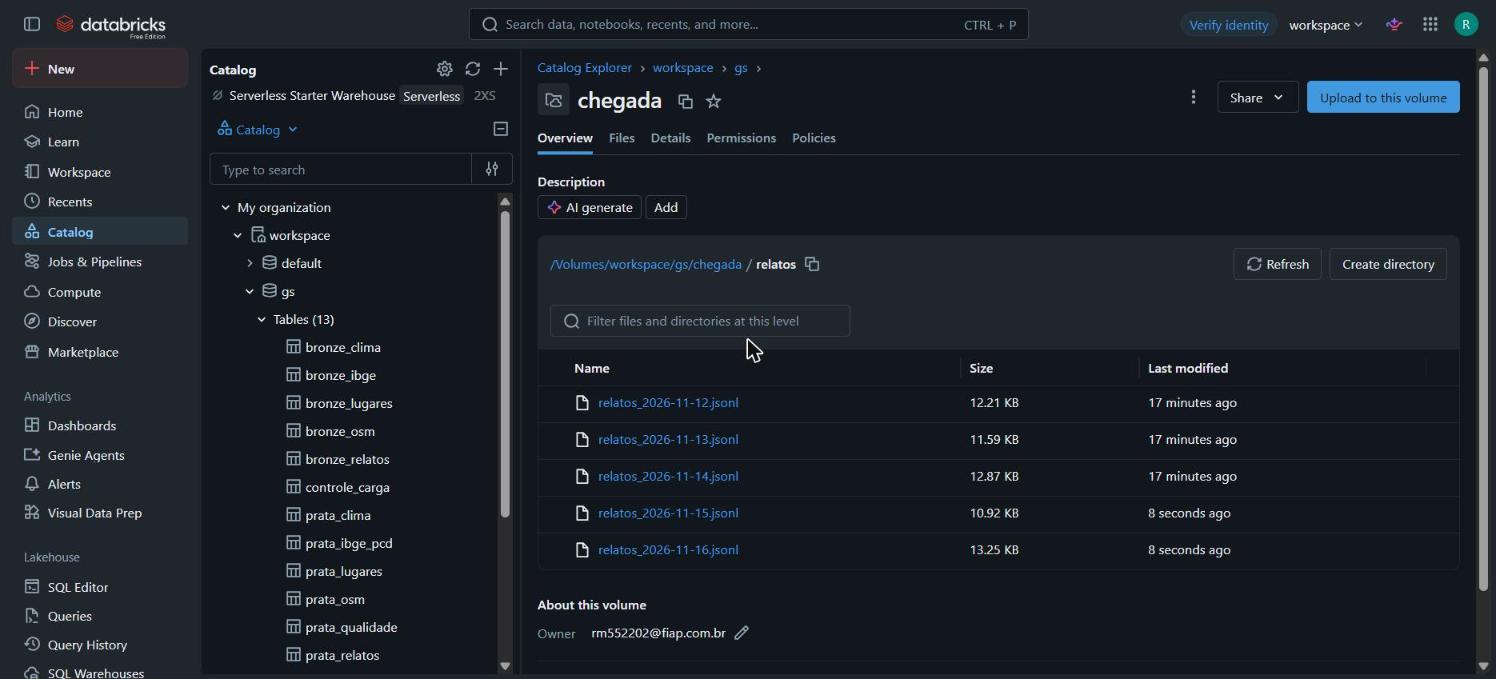 databricks
Free Edition
Search data, notebooks, recents, and more...
CTRL + P
Verify identity
workspace
R
New
Home
Learn
Workspace
Recents
Catalog
Jobs & Pipelines
Compute
Discover
Marketplace
Analytics
Dashboards
Genie Agents
Alerts
Visual Data Prep
Lakehouse
SQL Editor
Queries
Query History
SQL Warehouses
Catalog
Serverless Starter Warehouse Serverless 2XS
Catalog
Type to search
My organization
workspace
default
gs
Tables (13)
bronze_clima
bronze_ibge
bronze_lugares
bronze_osm
bronze_relatos
controle_carga
prata_clima
prata_ibge_pcd
prata_lugares
prata_osm
prata_qualidade
prata_relatos
Catalog Explorer › workspace › gs ›
chegada
Share
Upload to this volume
Overview Files Details Permissions Policies
Description
AI generate
Add
/Volumes/workspace/gs/chegada / relatos
Refresh
Create directory
Filter files and directories at this level
Name Size Last modified
relatos_2026-11-12.jsonl 12.21 KB 17 minutes ago
relatos_2026-11-13.jsonl 11.59 KB 17 minutes ago
relatos_2026-11-14.jsonl 12.87 KB 17 minutes ago
relatos_2026-11-15.jsonl 10.92 KB 8 seconds ago
relatos_2026-11-16.jsonl 13.25 KB 8 seconds ago
About this volume
Owner rm552202@fiap.com.br